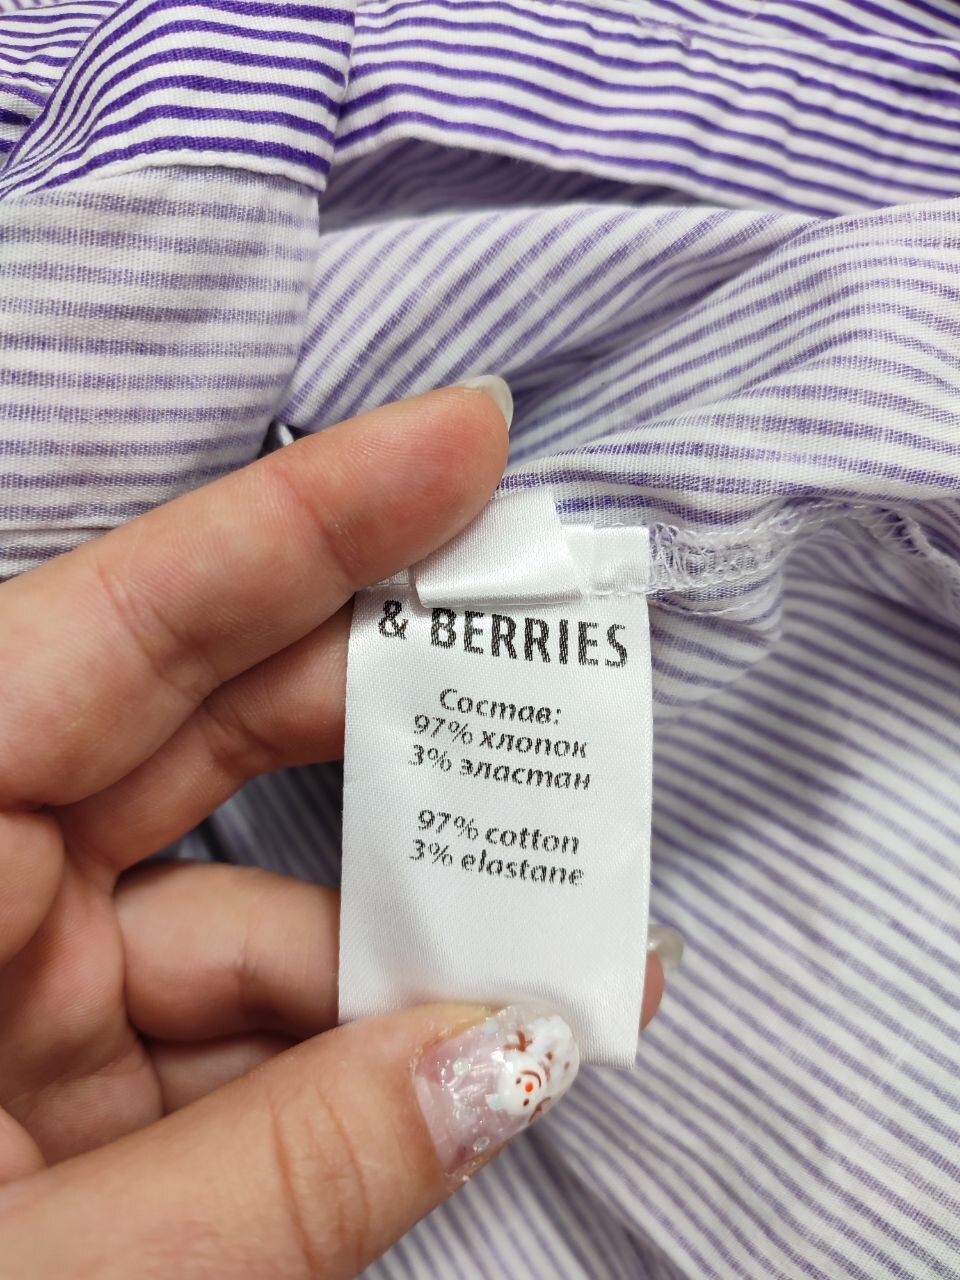 & BERRIES
Состав:
97% хлопок
3% эластан
97% cotton
3% elastane